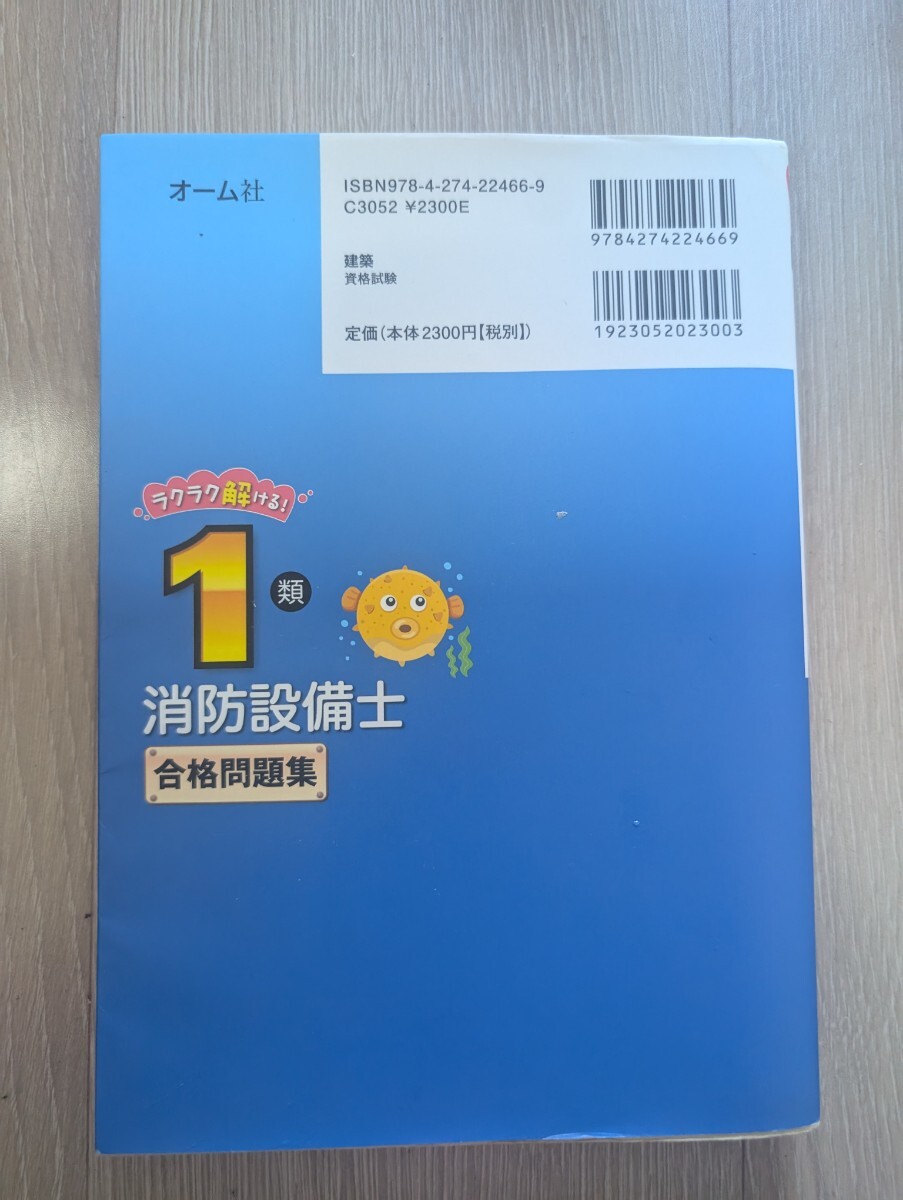 オーム社
ISBN978-4-274-22466-9
C3052 ¥2300E
建築
資格試験
定価(本体2300円【税別】)
9784274224669
1923052023003
ラクラク解ける!
1類
消防設備士
合格問題集